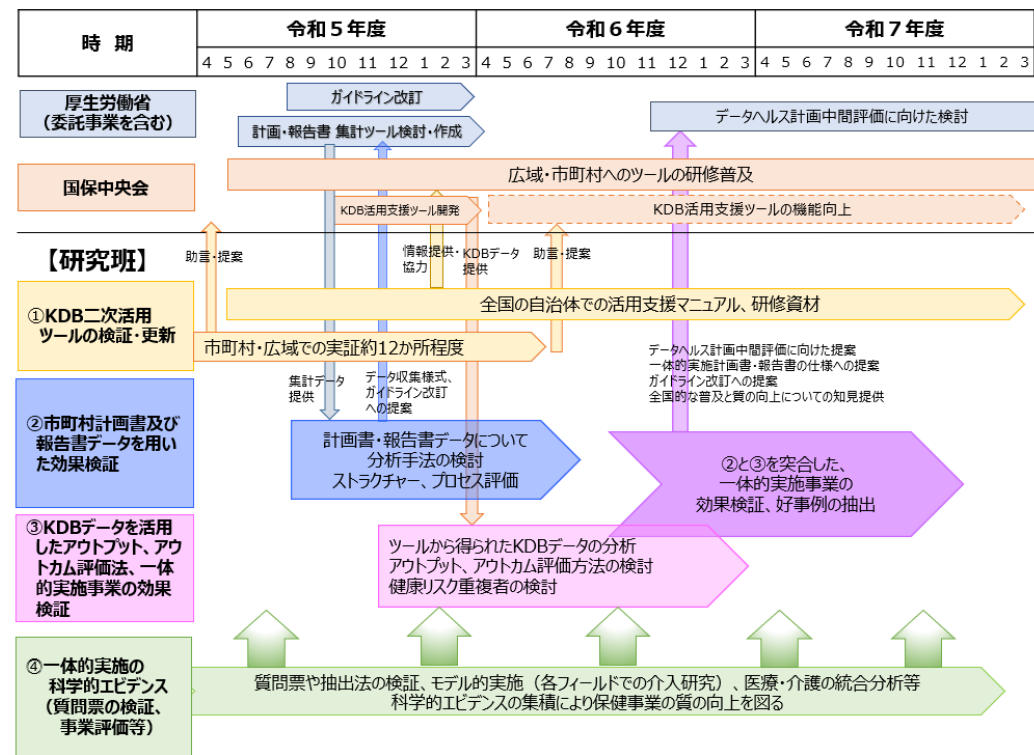 時 期
令和５年度
令和６年度
令和７年度
4 5 6 7 8 9 10 11 12 1 2 3
4 5 6 7 8 9 10 11 12 1 2 3
4 5 6 7 8 9 10 11 12 1 2 3
厚生労働省
（委託事業を含む）
ガイドライン改訂
計画・報告書 集計ツール検討・作成
データヘルス計画中間評価に向けた検討
国保中央会
広域・市町村へのツールの研修普及
KDB活用支援ツール開発
KDB活用支援ツールの機能向上
【研究班】
助言・提案
情報提供・
協力
KDBデータ
提供
助言・提案
①KDB二次活用
ツールの検証・更新
全国の自治体での活用支援マニュアル、研修資材
市町村・広域での実証約12か所程度
集計データ
提供
データ収集様式、
ガイドライン改訂
への提案
データヘルス計画中間評価に向けた提案
一体的実施計画書・報告書の仕様への提案
ガイドライン改訂への提案
全国的な普及と質の向上についての知見提供
②市町村計画書及び
報告書データを用い
た効果検証
計画書・報告書データについて
分析手法の検討
ストラクチャー、プロセス評価
②と③を突合した、
一体的実施事業の
効果検証、好事例の抽出
③KDBデータを活用
したアウトプット、アウ
トカム評価法、一体
的実施事業の効果
検証
ツールから得られたKDBデータの分析
アウトプット、アウトカム評価方法の検討
健康リスク重複者の検討
④一体的実施の
科学的エビデンス
（質問票の検証、
事業評価等）
質問票や抽出法の検証、モデル的実施（各フィールドでの介入研究）、医療・介護の統合分析等
科学的エビデンスの集積により保健事業の質の向上を図る